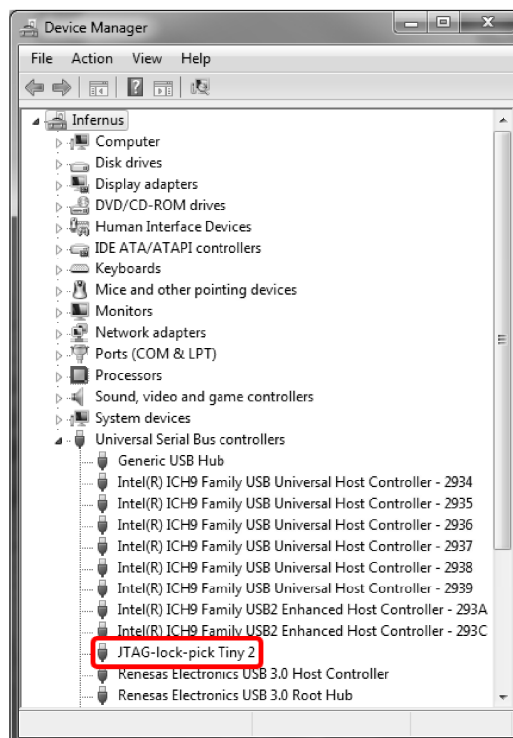 Device Manager
File Action View Help
Infernus
Computer
Disk drives
Display adapters
DVD/CD-ROM drives
Human Interface Devices
IDE ATA/ATAPI controllers
Keyboards
Mice and other pointing devices
Monitors
Network adapters
Ports (COM & LPT)
Processors
Sound, video and game controllers
System devices
Universal Serial Bus controllers
Generic USB Hub
Intel(R) ICH9 Family USB Universal Host Controller - 2934
Intel(R) ICH9 Family USB Universal Host Controller - 2935
Intel(R) ICH9 Family USB Universal Host Controller - 2936
Intel(R) ICH9 Family USB Universal Host Controller - 2937
Intel(R) ICH9 Family USB Universal Host Controller - 2938
Intel(R) ICH9 Family USB Universal Host Controller - 2939
Intel(R) ICH9 Family USB2 Enhanced Host Controller - 293A
Intel(R) ICH9 Family USB2 Enhanced Host Controller - 293C
JTAG-lock-pick Tiny 2
Renesas Electronics USB 3.0 Host Controller
Renesas Electronics USB 3.0 Root Hub